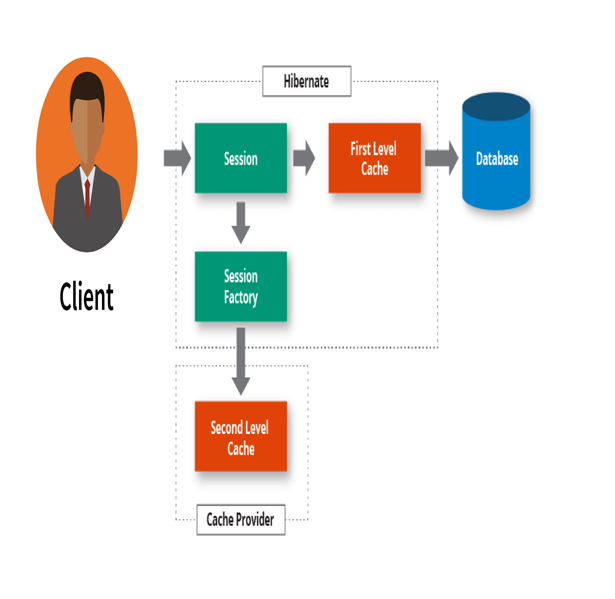 Hibernate
Session
First Level
Cache
Database
Client
Session
Factory
Second Level
Cache
Cache Provider